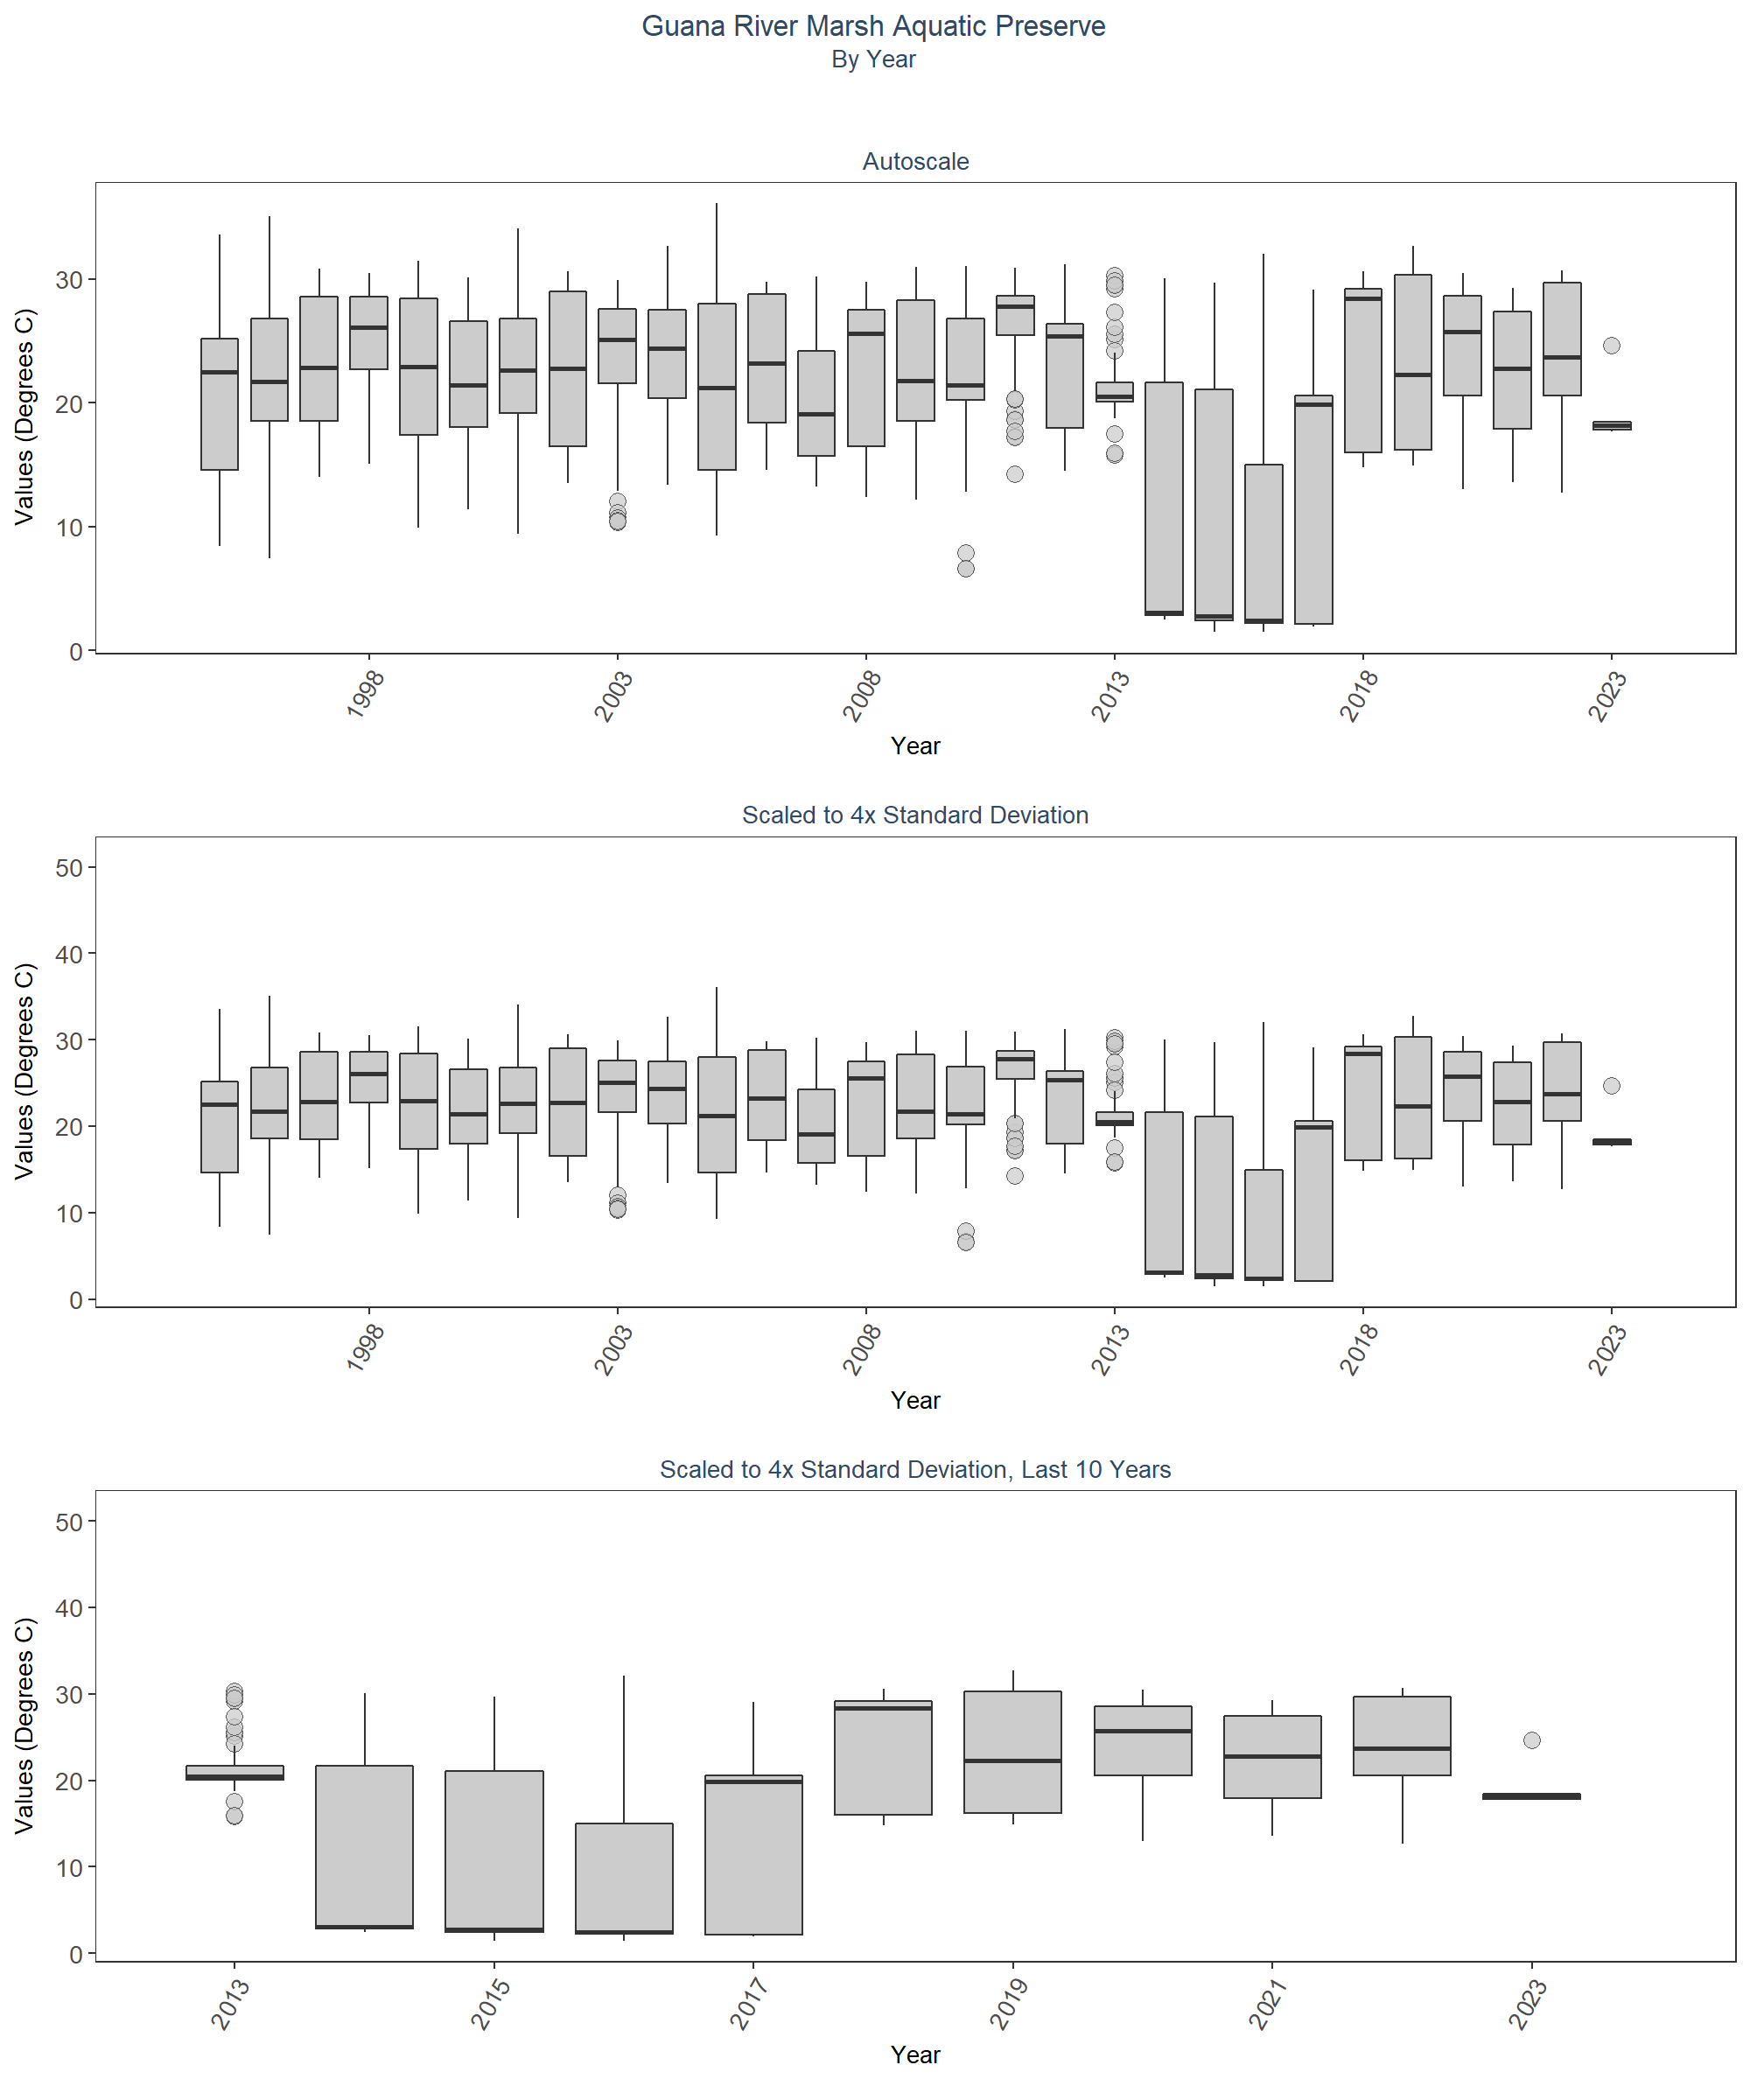 Guana River Marsh Aquatic Preserve
By Year
Autoscale
Values (Degrees C)
30
20
10
0
1998 2003 2008 2013 2018 2023
Year
Scaled to 4x Standard Deviation
Values (Degrees C)
50
40
30
20
10
0
1998 2003 2008 2013 2018 2023
Year
Scaled to 4x Standard Deviation, Last 10 Years
Values (Degrees C)
50
40
30
20
10
0
2013 2015 2017 2019 2021 2023
Year